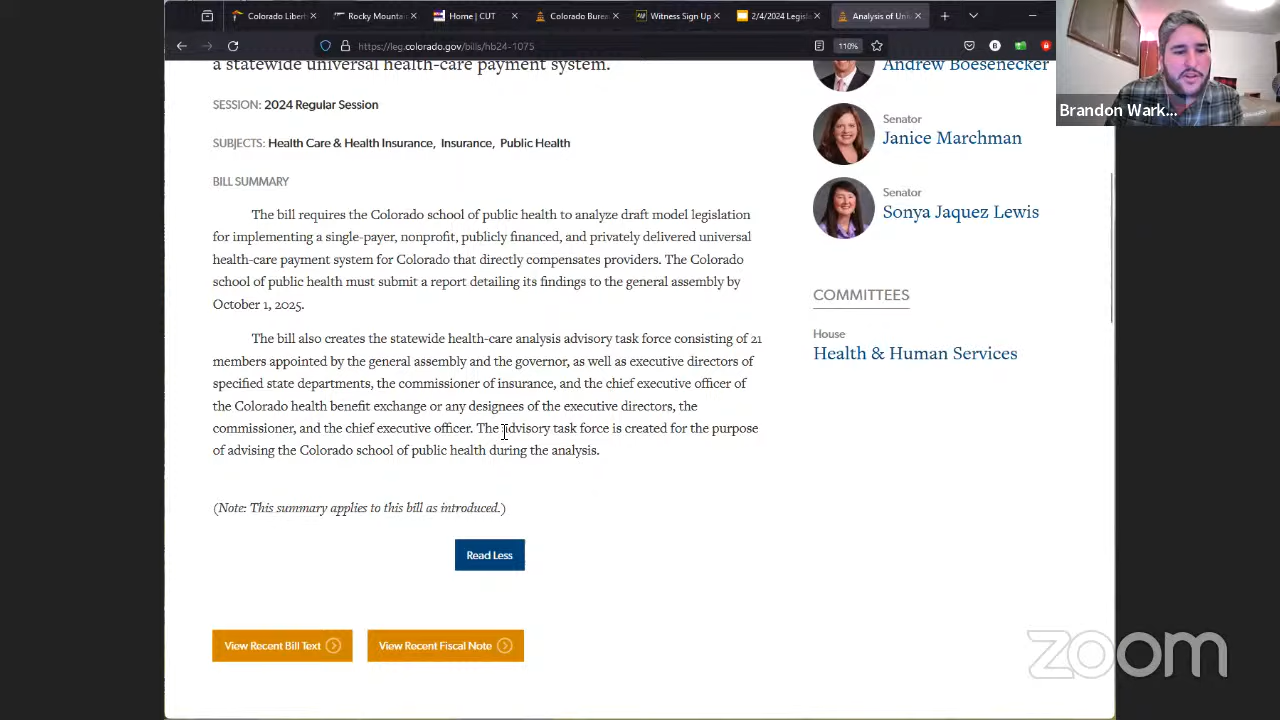 Colorado Libert
Rocky Mountain
Home | CUT
Colorado Burea
Witness Sign Up
2/4/2024 Legisla
Analysis of Uni
https://leg.colorado.gov/bills/hb24-1075
110%
Brandon Wark...
a statewide universal health-care payment system.
SESSION: 2024 Regular Session
SUBJECTS: Health Care & Health Insurance, Insurance, Public Health
BILL SUMMARY
The bill requires the Colorado school of public health to analyze draft model legislation
for implementing a single-payer, nonprofit, publicly financed, and privately delivered universal
health-care payment system for Colorado that directly compensates providers. The Colorado
school of public health must submit a report detailing its findings to the general assembly by
October 1, 2025.
The bill also creates the statewide health-care analysis advisory task force consisting of 21
members appointed by the general assembly and the governor, as well as executive directors of
specified state departments, the commissioner of insurance, and the chief executive officer of
the Colorado health benefit exchange or any designees of the executive directors, the
commissioner, and the chief executive officer. The advisory task force is created for the purpose
of advising the Colorado school of public health during the analysis.
(Note: This summary applies to this bill as introduced.)
Read Less
View Recent Bill Text
View Recent Fiscal Note
Andrew Boesenecker
Senator
Janice Marchman
Senator
Sonya Jaquez Lewis
COMMITTEES
House
Health & Human Services
zoom